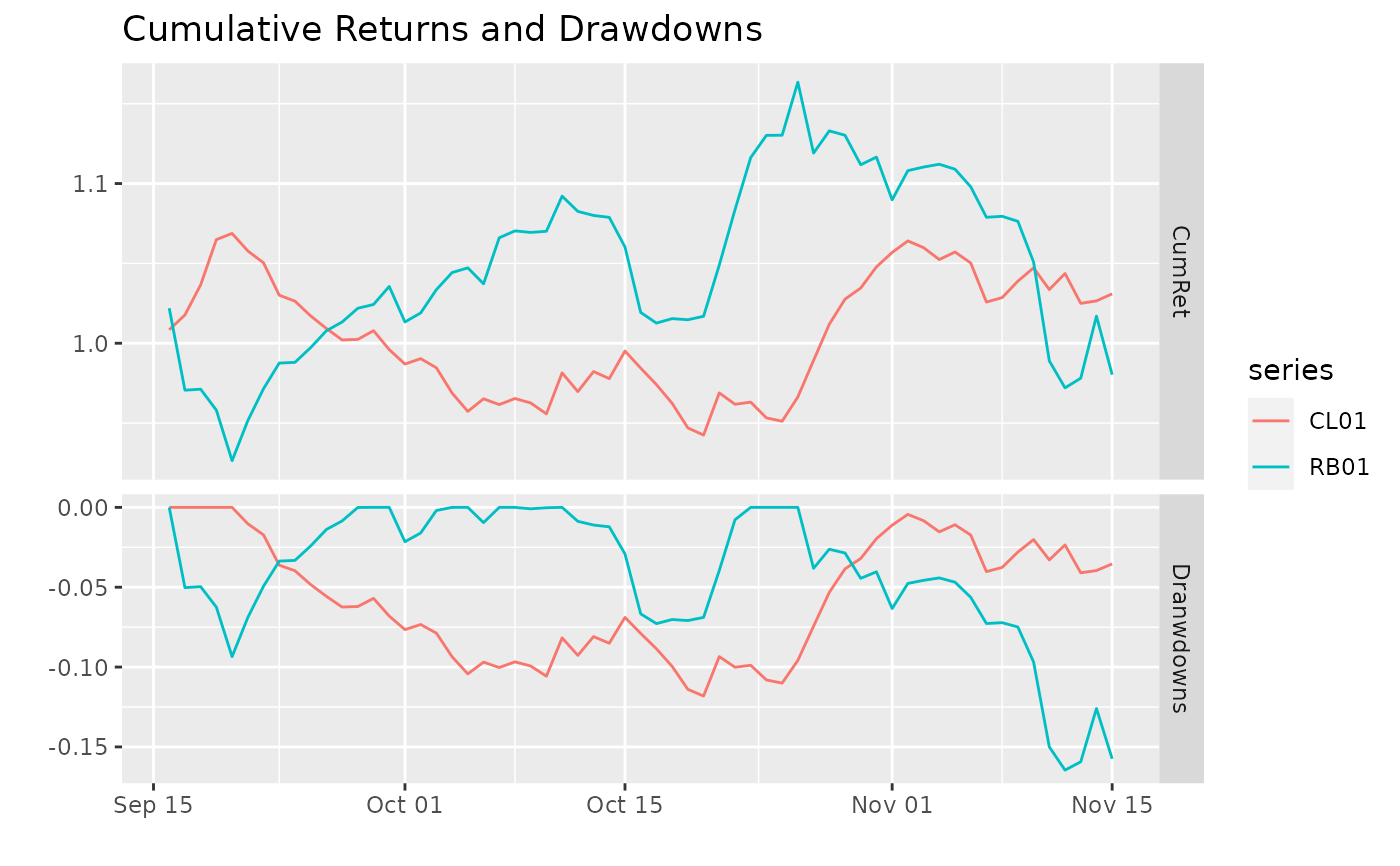 Cumulative Returns and Drawdowns
1.1
1.0
CumRet
0.00
-0.05
-0.10
-0.15
Dranwdowns
Sep 15
Oct 01
Oct 15
Nov 01
Nov 15
series
CL01
RB01